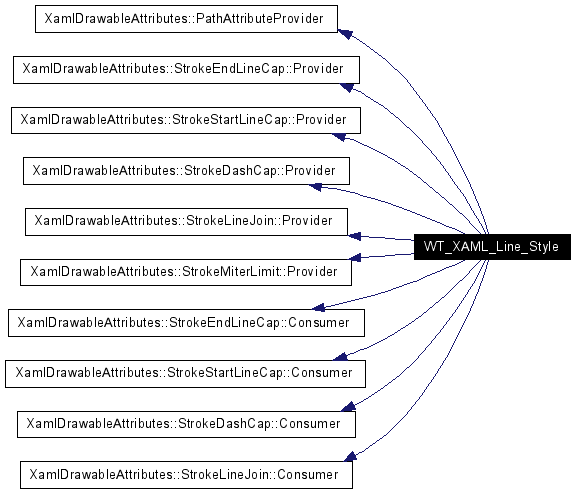 XamlDrawableAttributes::PathAttributeProvider
XamlDrawableAttributes::StrokeEndLineCap::Provider
XamlDrawableAttributes::StrokeStartLineCap::Provider
XamlDrawableAttributes::StrokeDashCap::Provider
XamlDrawableAttributes::StrokeLineJoin::Provider
WT_XAML_Line_Style
XamlDrawableAttributes::StrokeMiterLimit::Provider
XamlDrawableAttributes::StrokeEndLineCap::Consumer
XamlDrawableAttributes::StrokeStartLineCap::Consumer
XamlDrawableAttributes::StrokeDashCap::Consumer
XamlDrawableAttributes::StrokeLineJoin::Consumer